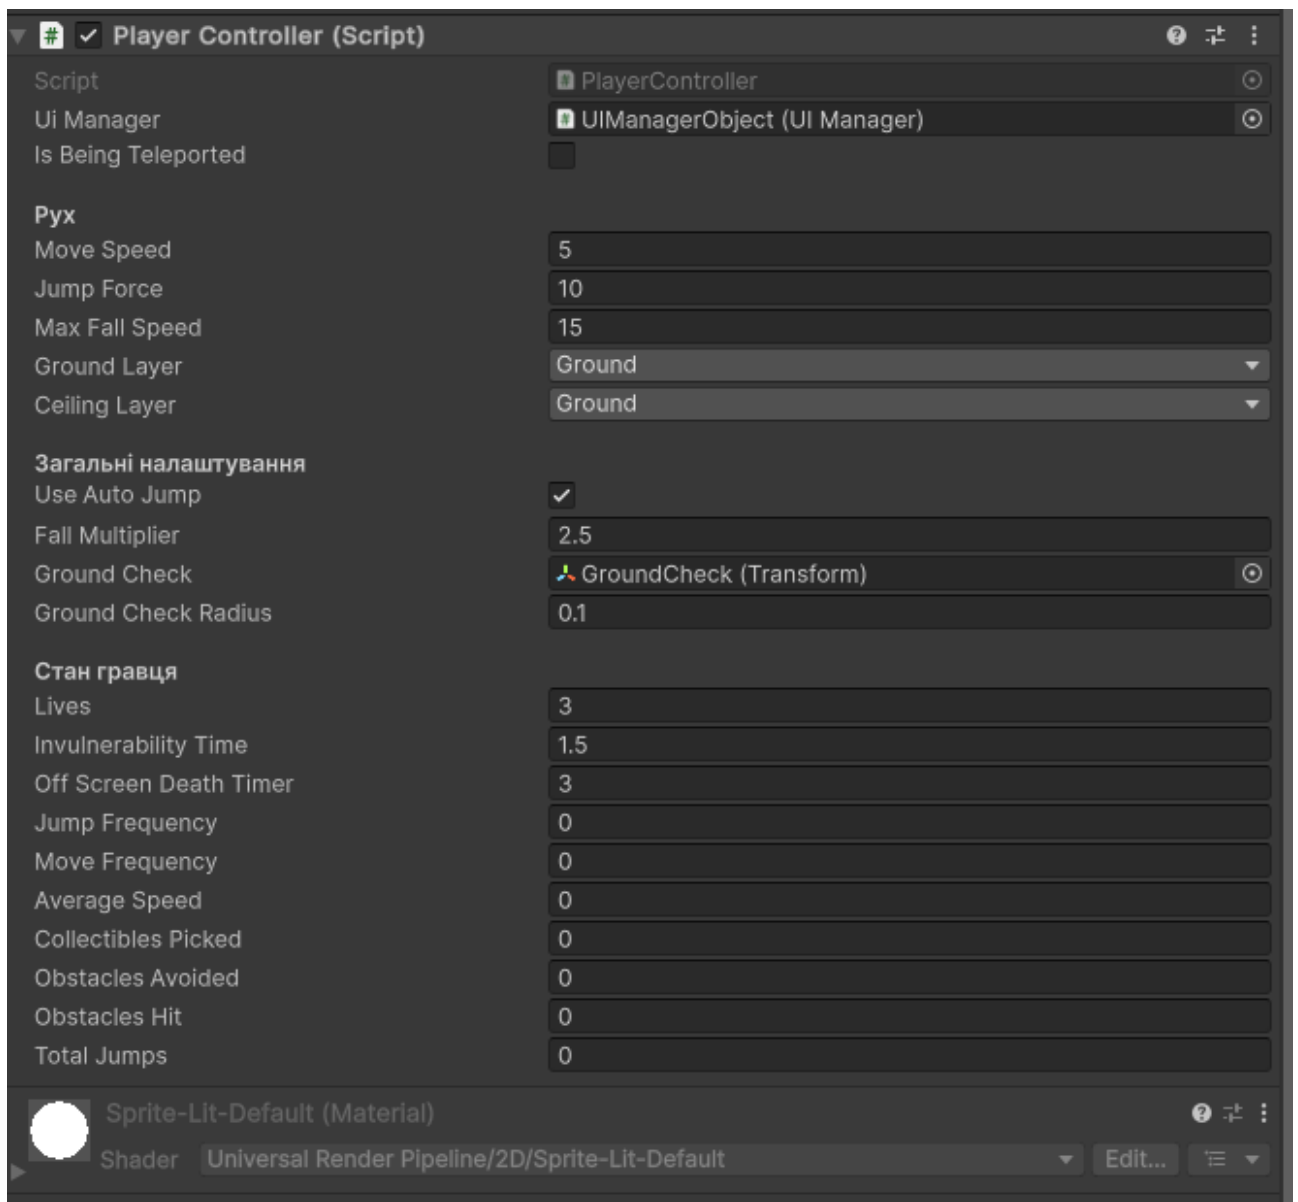 Player Controller (Script)
Script PlayerController
Ui Manager UIManagerObject (UI Manager)
Is Being Teleported
Рух
Move Speed 5
Jump Force 10
Max Fall Speed 15
Ground Layer Ground
Ceiling Layer Ground
Загальні налаштування
Use Auto Jump
Fall Multiplier 2.5
Ground Check GroundCheck (Transform)
Ground Check Radius 0.1
Стан гравця
Lives 3
Invulnerability Time 1.5
Off Screen Death Timer 3
Jump Frequency 0
Move Frequency 0
Average Speed 0
Collectibles Picked 0
Obstacles Avoided 0
Obstacles Hit 0
Total Jumps 0
Sprite-Lit-Default (Material)
Shader Universal Render Pipeline/2D/Sprite-Lit-Default Edit...